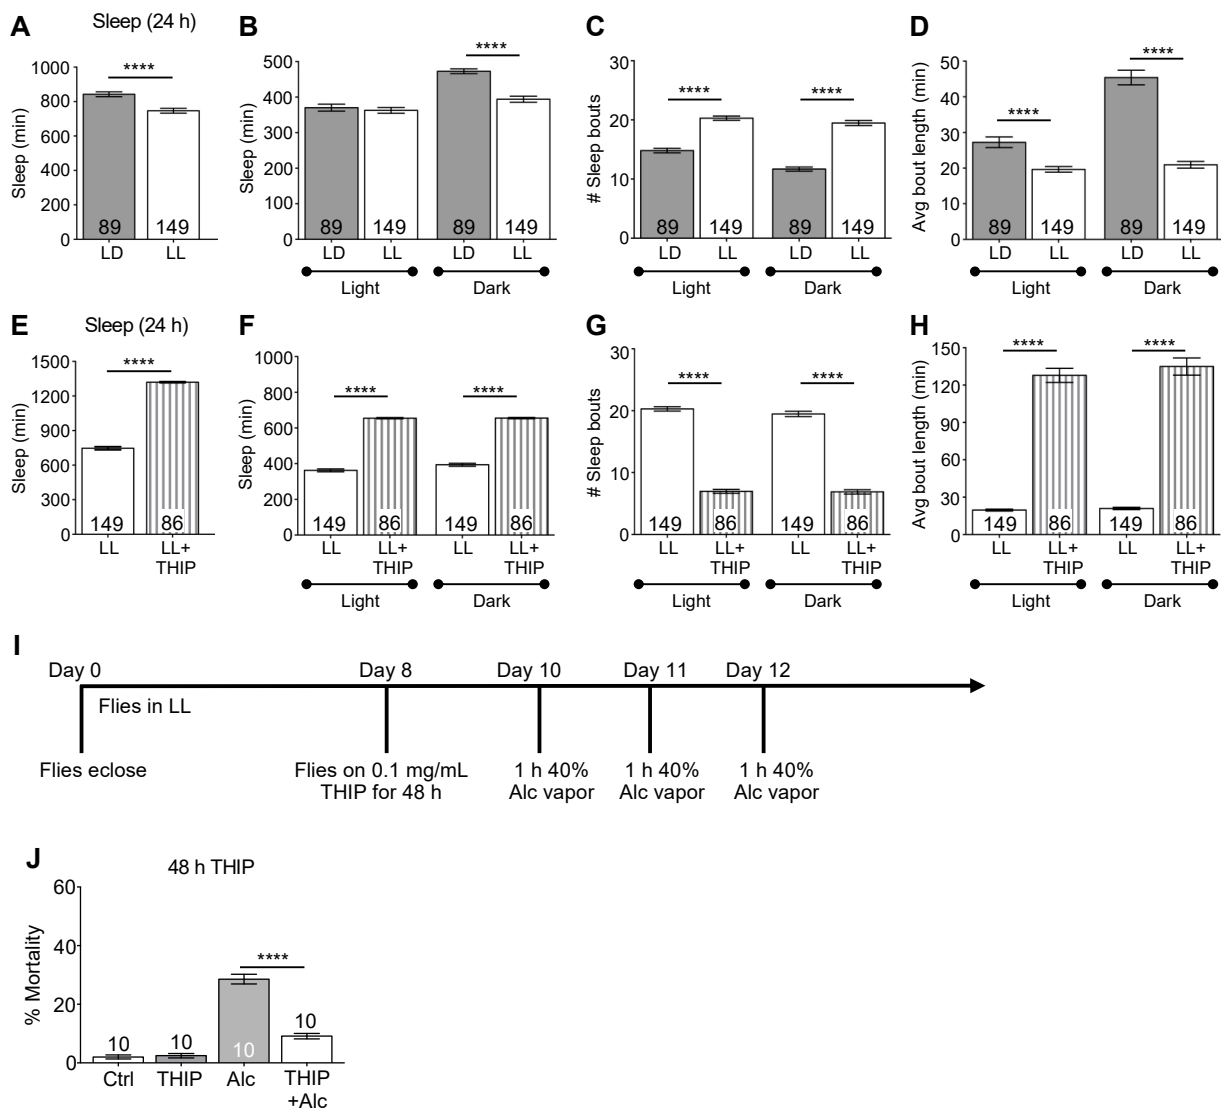 A
Sleep (24 h)
****
Sleep (min)
1000
800
600
400
200
0
89
149
LD
LL
B
****
Sleep (min)
500
400
300
200
100
0
89
149
89
149
LD
LL
LD
LL
Light
Dark
C
****
****
# Sleep bouts
30
20
10
0
89
149
89
149
LD
LL
LD
LL
Light
Dark
D
****
****
Avg bout length (min)
50
40
30
20
10
0
89
149
89
149
LD
LL
LD
LL
Light
Dark
E
Sleep (24 h)
****
Sleep (min)
1500
1200
900
600
300
0
149
86
LL
LL+
THIP
F
****
****
Sleep (min)
1000
800
600
400
200
0
149
86
149
86
LL
LL+
THIP
LL
LL+
THIP
Light
Dark
G
****
****
# Sleep bouts
30
20
10
0
149
86
149
86
LL
LL+
THIP
LL
LL+
THIP
Light
Dark
H
****
****
Avg bout length (min)
150
120
90
60
30
0
149
86
149
86
LL
LL+
THIP
LL
LL+
THIP
Light
Dark
I
Day 0
Day 8
Day 10
Day 11
Day 12
Flies in LL
Flies eclose
Flies on 0.1 mg/mL
THIP for 48 h
1 h 40%
Alc vapor
1 h 40%
Alc vapor
1 h 40%
Alc vapor
J
48 h THIP
****
% Mortality
60
40
20
0
10
10
10
10
Ctrl
THIP
Alc
THIP
+Alc